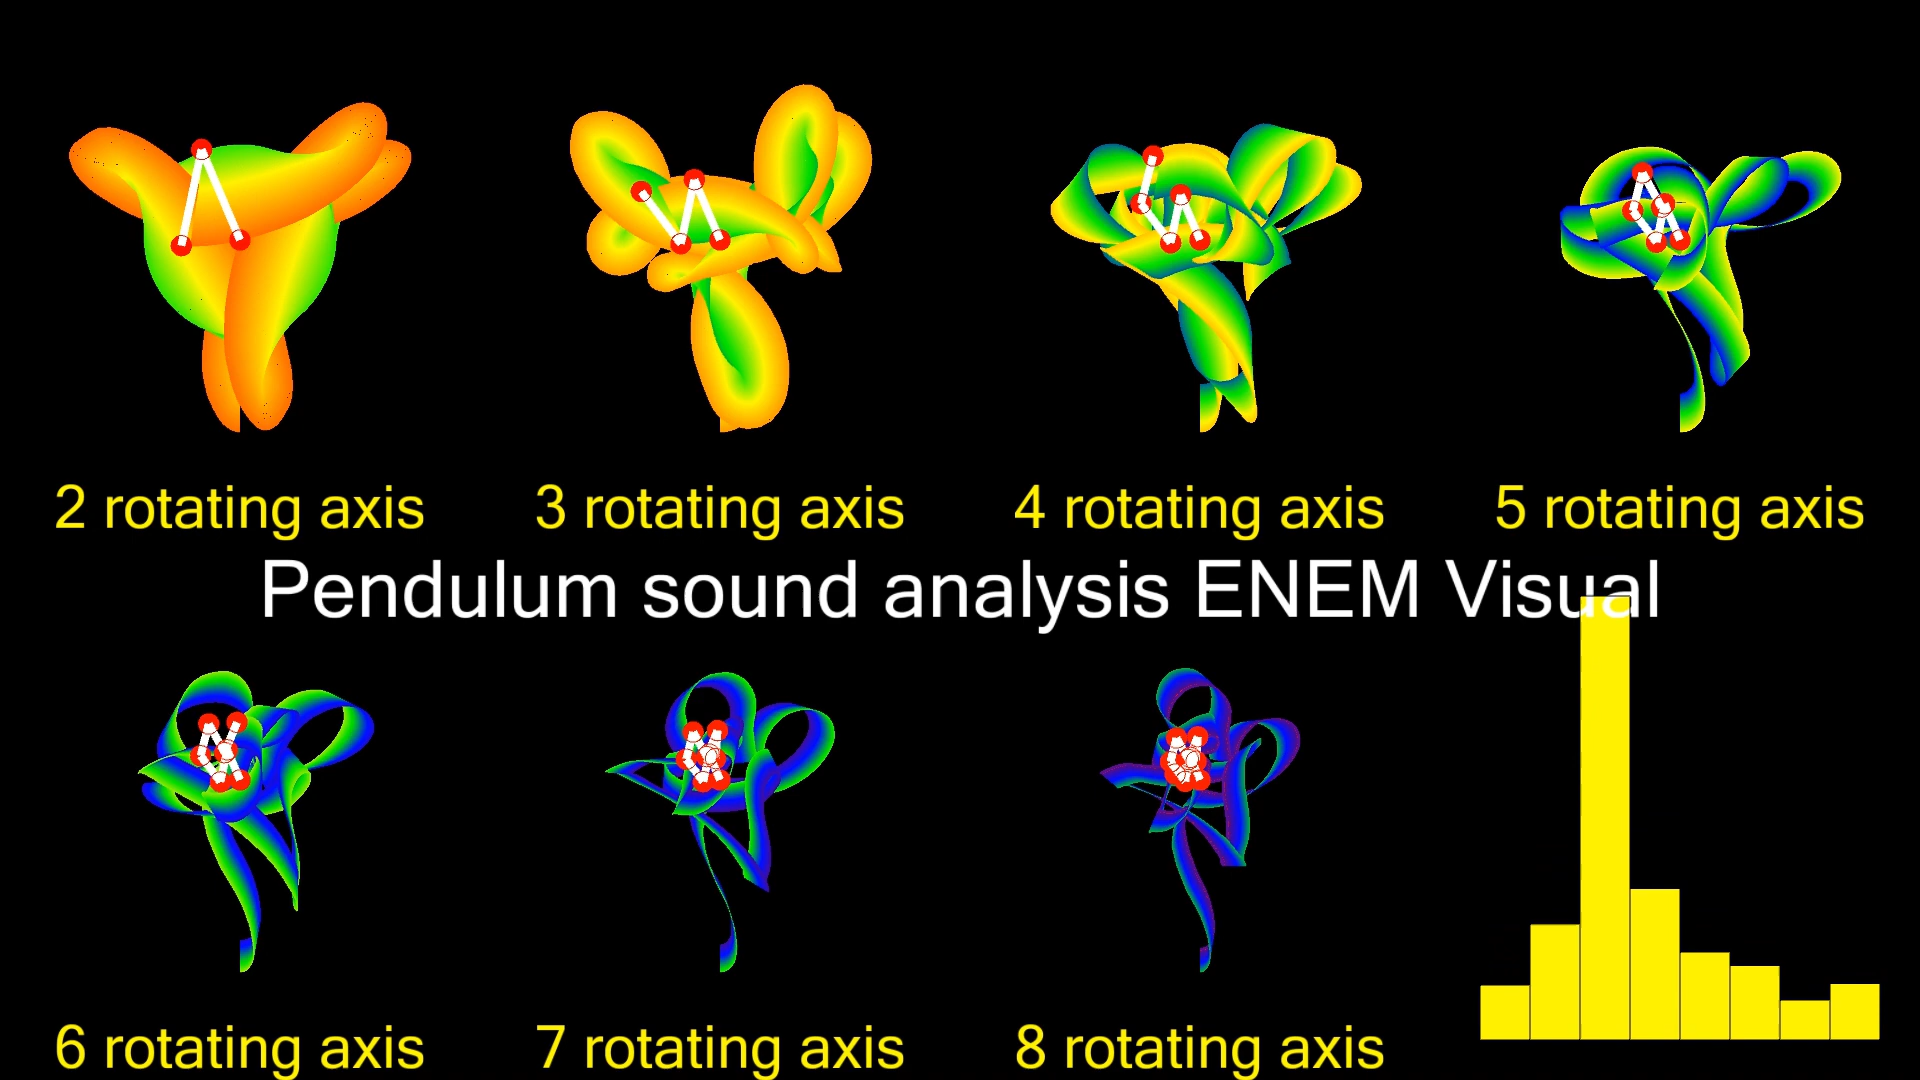 2 rotating axis
3 rotating axis
4 rotating axis
5 rotating axis
Pendulum sound analysis ENEM Visual
6 rotating axis
7 rotating axis
8 rotating axis